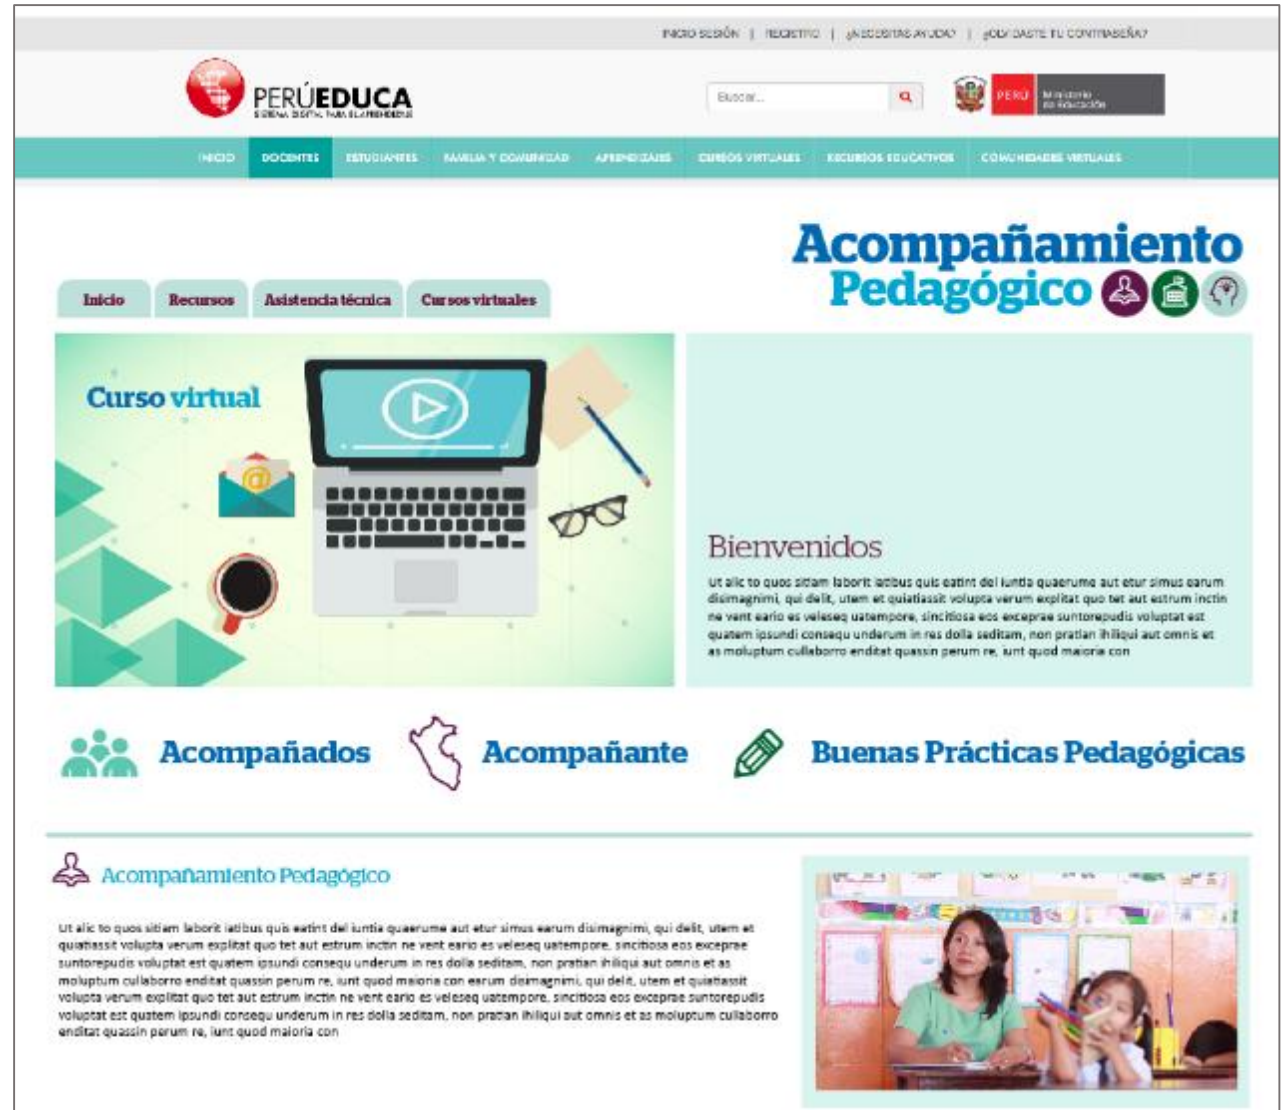 INICIO SESIÓN | REGISTRO | ¿NECESITAS AYUDA? | ¿OLVIDASTE TU CONTRASEÑA?
PERÚEDUCA
SISTEMA DIGITAL PARA EL APRENDIZAJE
Buscar...
PERÚ
Ministerio
de Educación
INICIO DOCENTES ESTUDIANTES FAMILIA Y COMUNIDAD APRENDIZAJES CURSOS VIRTUALES RECURSOS EDUCATIVOS COMUNIDADES VIRTUALES
Acompañamiento
Pedagógico
Inicio Recursos Asistencia técnica Cursos virtuales
Curso virtual
@
Bienvenidos
Ut alic to quos sitiam laborit iatibus quis eatint del iuntia quaerume aut etur simus earum
disimagnimi, qui delit, utem et quiatiassit volupta verum explitat quo tet aut estrum inctin
ne vent eario es veleseq uatempore, sincitiosa eos exceprae suntorepudis voluptat est
quatem ipsundi consequ underum in res dolla seditam, non pratian ihiliqui aut omnis et
as moluptum cullaborro enditat quassin perum re, iunt quod maioria con
Acompañados Acompañante Buenas Prácticas Pedagógicas
Acompañamiento Pedagógico
Ut alic to quos sitiam laborit iatibus quis eatint del iuntia quaerume aut etur simus earum disimagnimi, qui delit, utem et
quiatiassit volupta verum explitat quo tet aut estrum inctin ne vent eario es veleseq uatempore, sincitiosa eos exceprae
suntorepudis voluptat est quatem ipsundi consequ underum in res dolla seditam, non pratian ihiliqui aut omnis et as
moluptum cullaborro enditat quassin perum re, iunt quod maioria con earum disimagnimi, qui delit, utem et quiatiassit
volupta verum explitat quo tet aut estrum inctin ne vent eario es veleseq uatempore, sincitiosa eos exceprae suntorepudis
voluptat est quatem ipsundi consequ underum in res dolla seditam, non pratian ihiliqui aut omnis et as moluptum cullaborro
enditat quassin perum re, iunt quod maioria con